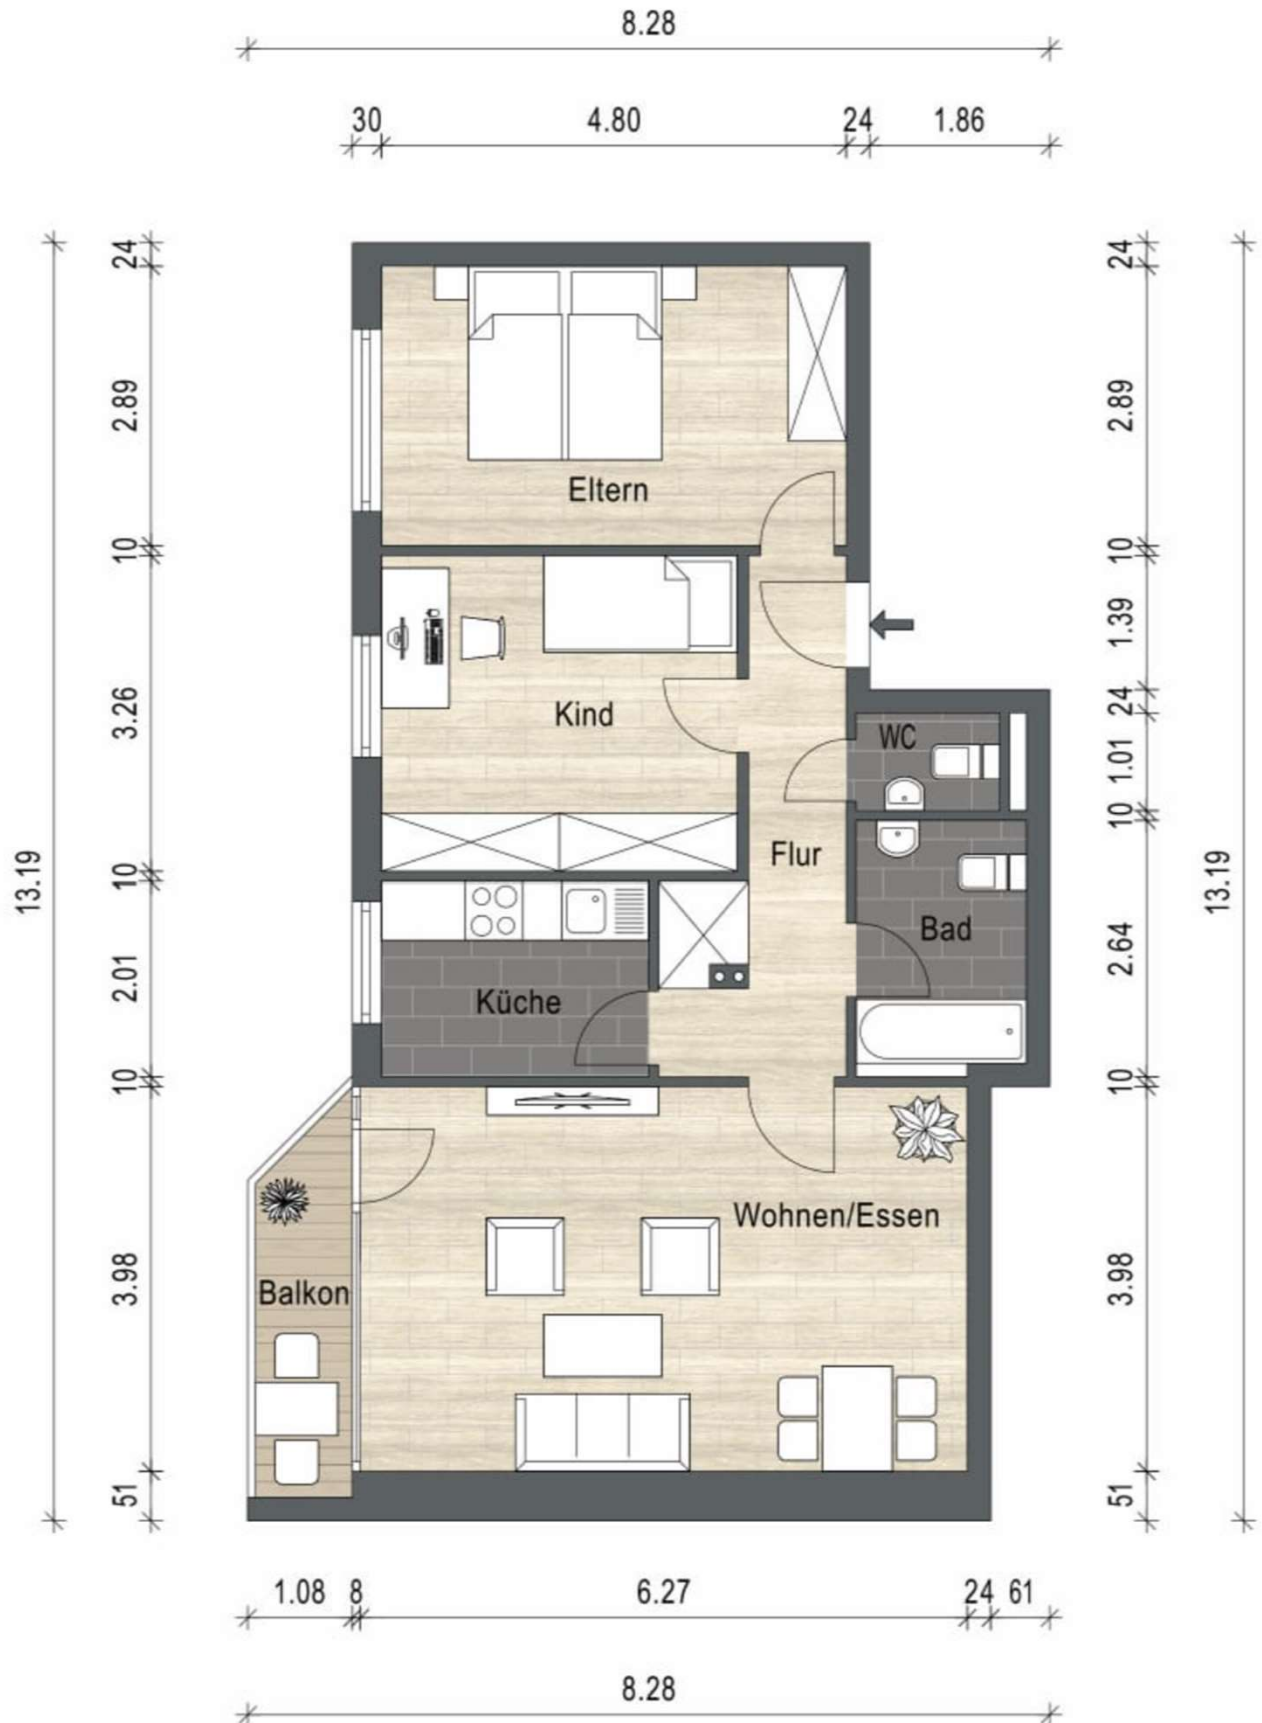 8.28
30 4.80 24 1.86
24 24
2.89 2.89
Eltern
10 10
1.39
3.26 Kind 24
WC
1.01
10
13.19 10 Flur 13.19
Bad
2.01 Küche 2.64
10 10
Wohnen/Essen
3.98 Balkon 3.98
51 51
1.08 8 6.27 24 61
8.28